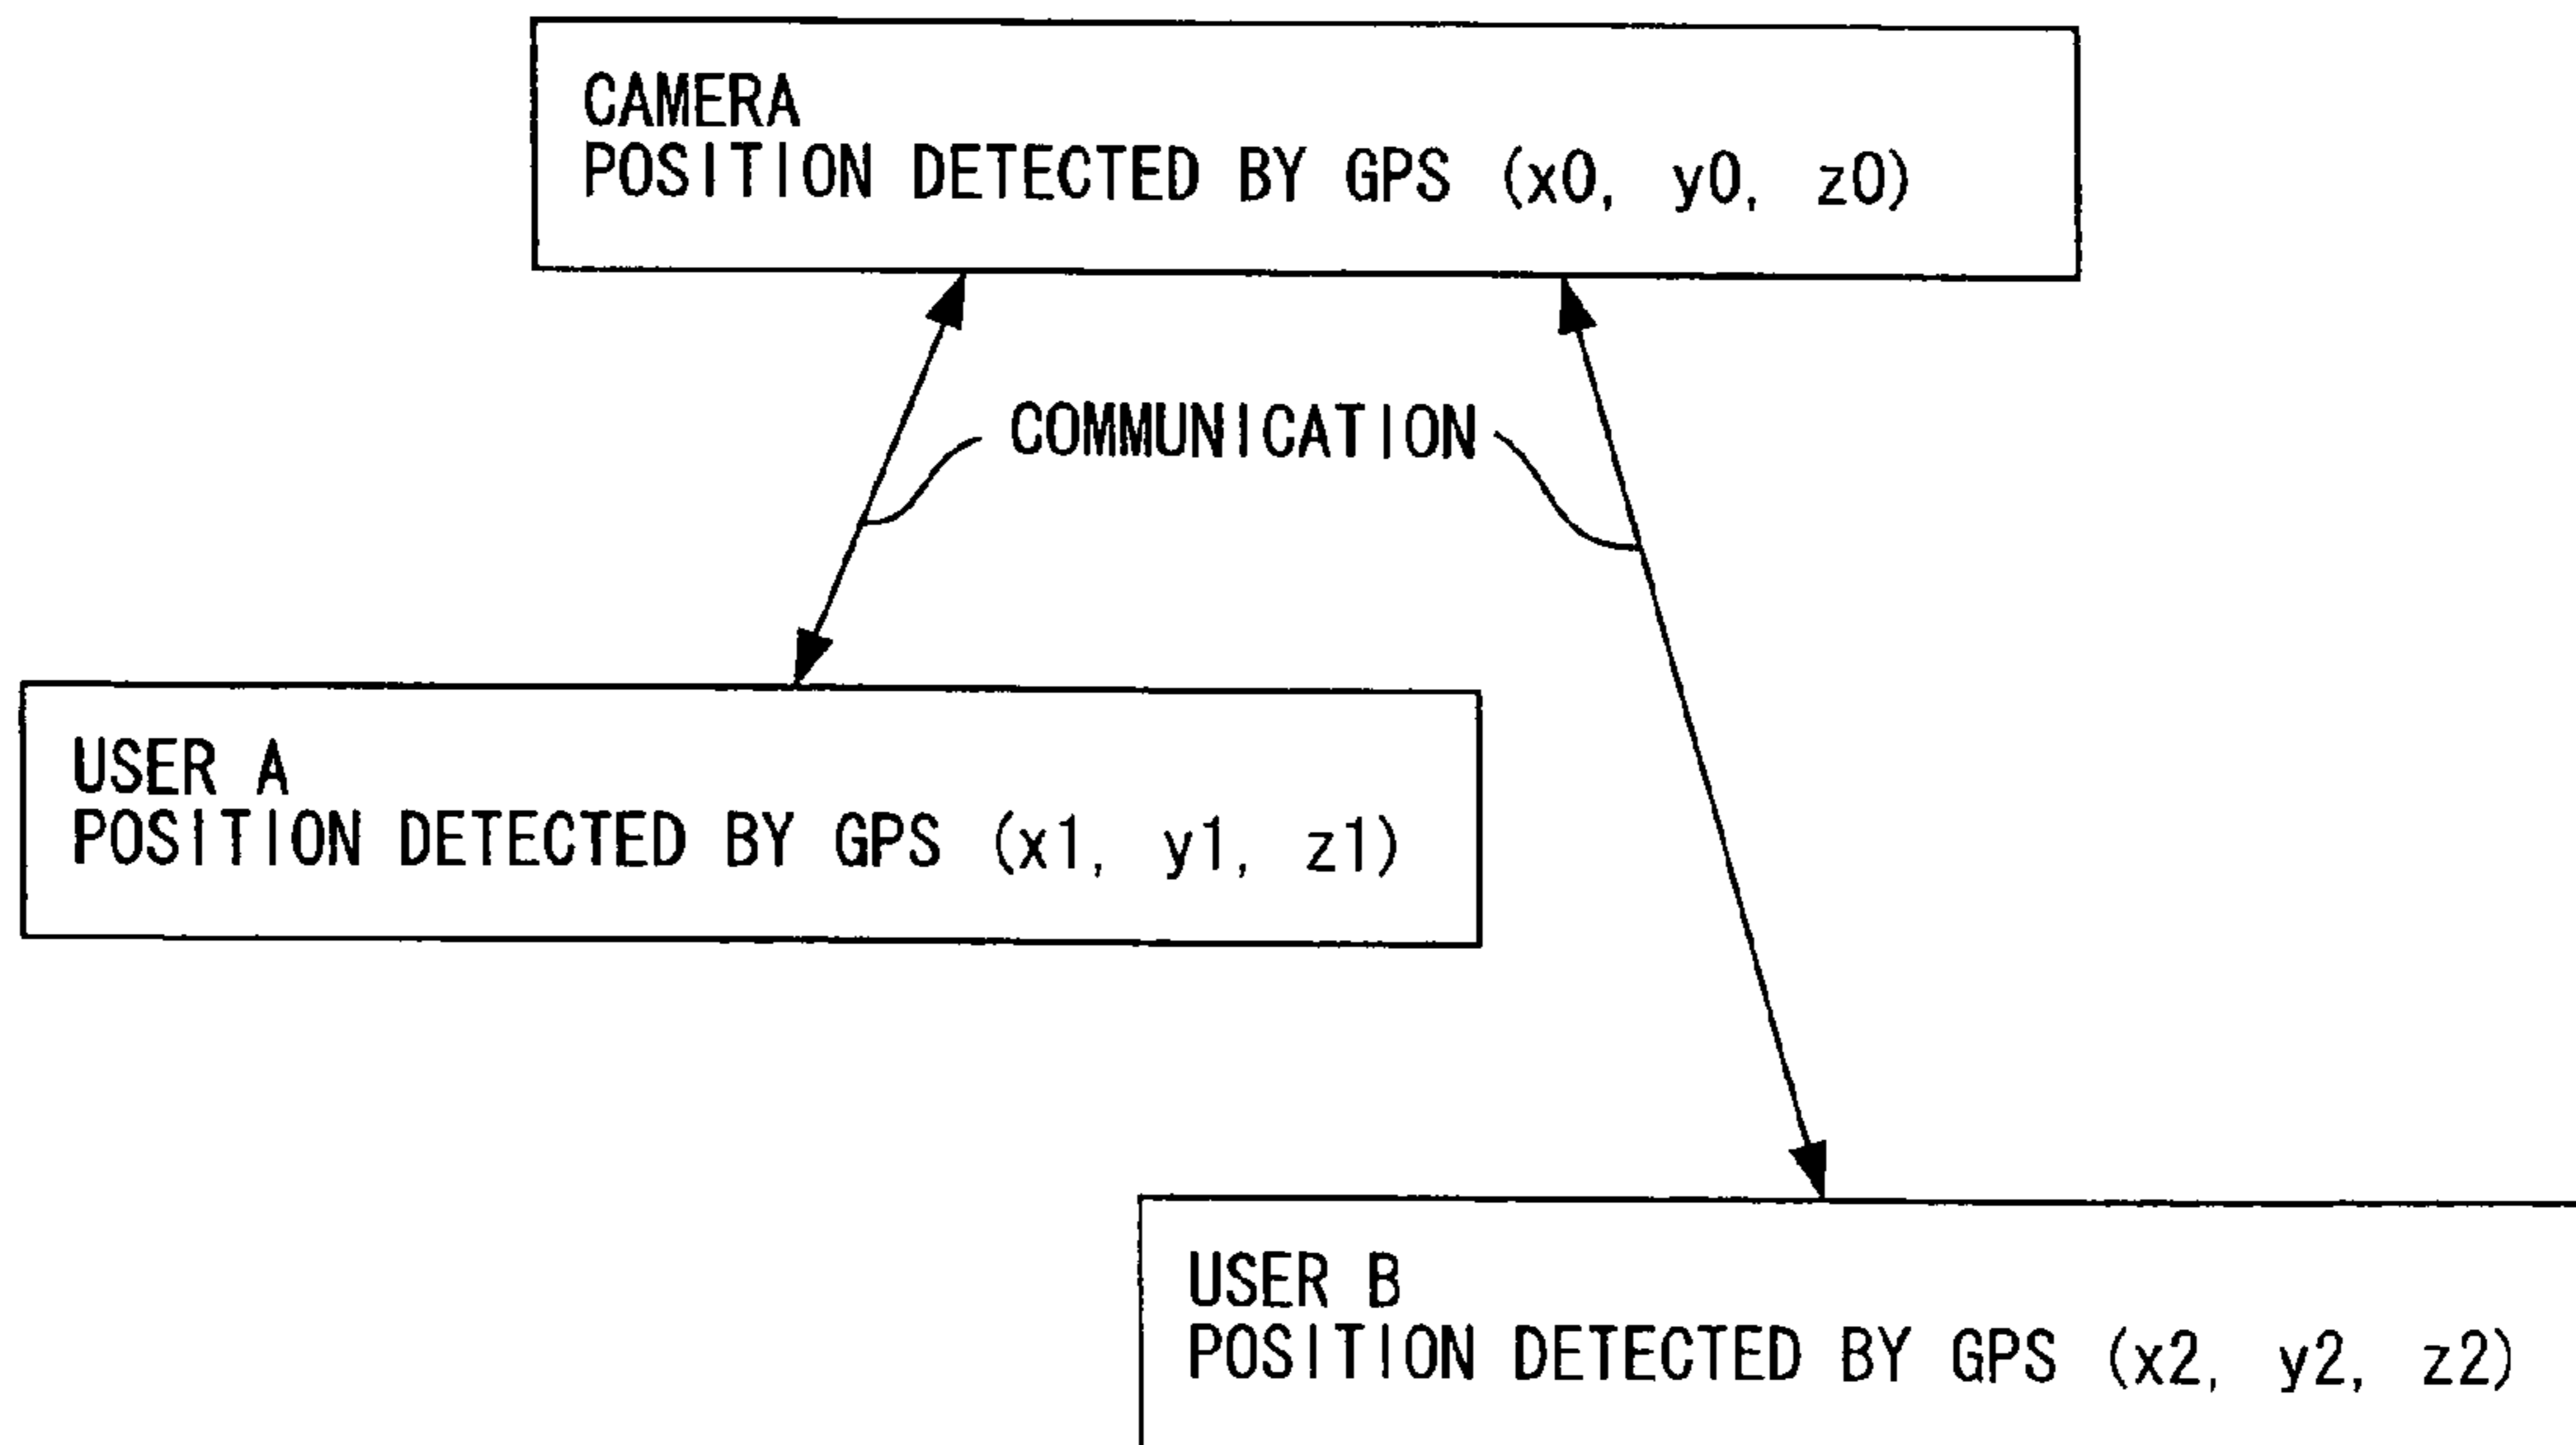 CAMERA
POSITION DETECTED BY GPS (x0, y0, z0)
COMMUNICATION
USER A
POSITION DETECTED BY GPS (x1, y1, z1)
USER B
POSITION DETECTED BY GPS (x2, y2, z2)